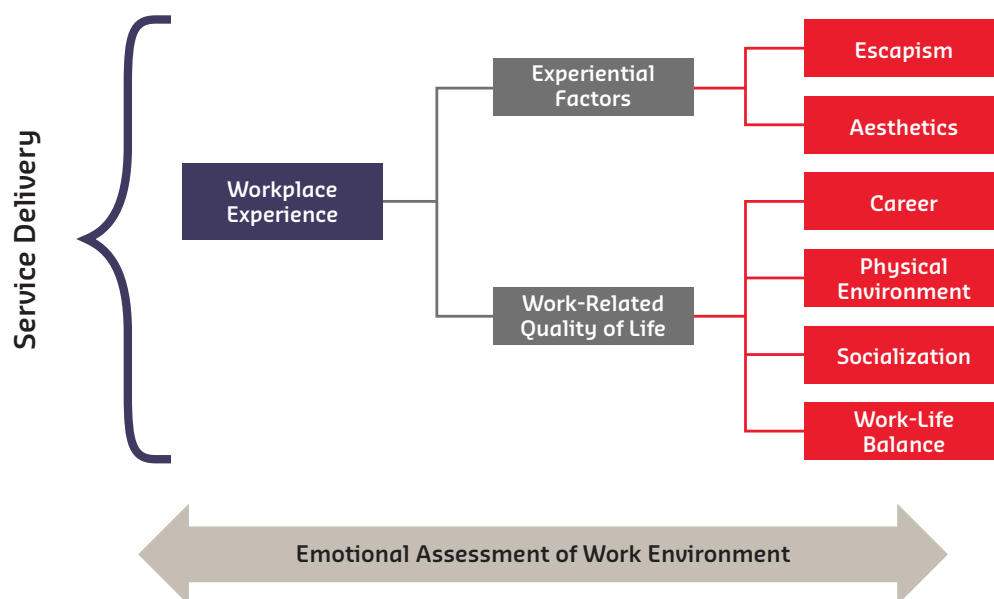 Service Delivery
Workplace
Experience
Experiential
Factors
Work-Related
Quality of Life
Escapism
Aesthetics
Career
Physical
Environment
Socialization
Work-Life
Balance
Emotional Assessment of Work Environment